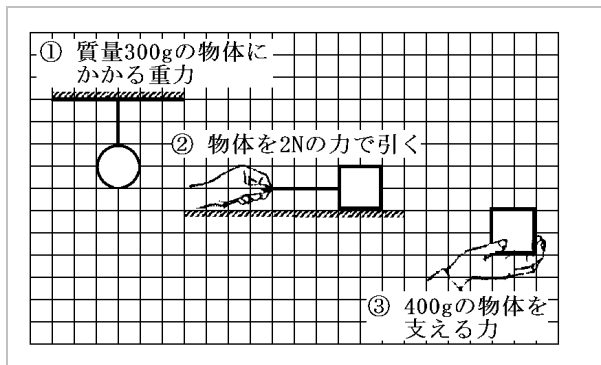 ① 質量300gの物体に
かかる重力
② 物体を2Nの力で引く
③ 400gの物体を
支える力